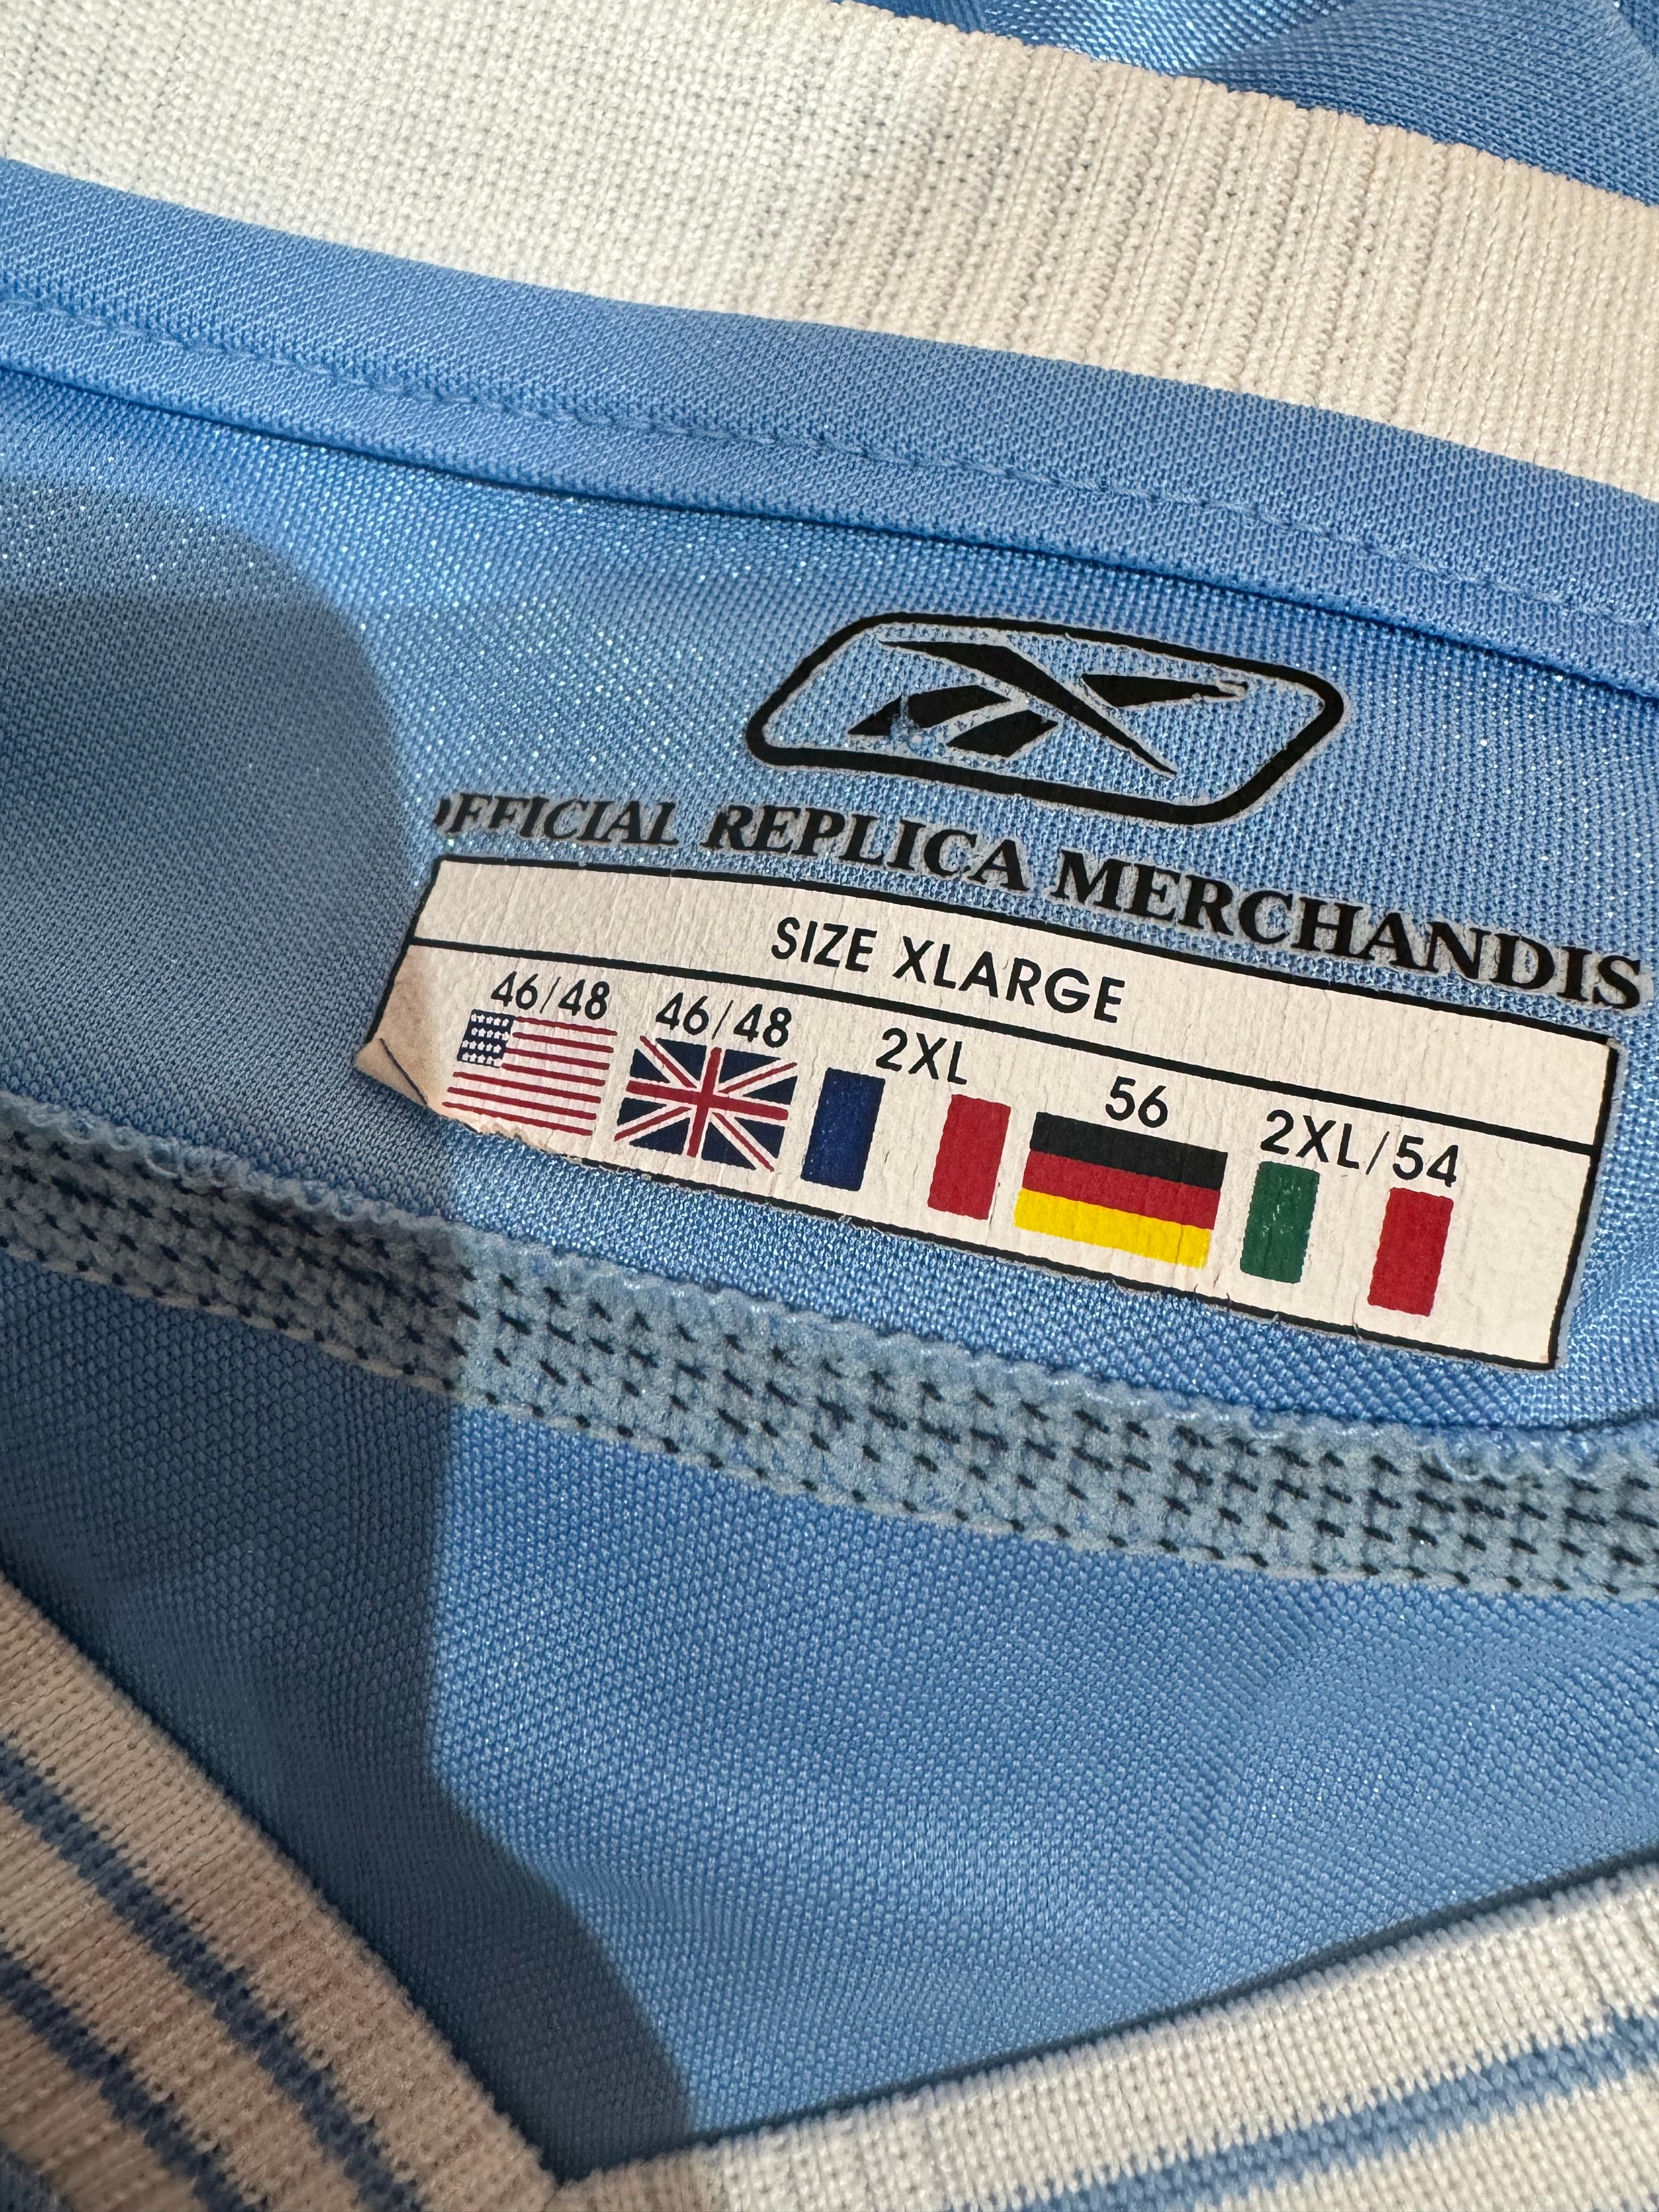 OFFICIAL REPLICA MERCHANDIS
SIZE XLARGE
46/48 46/48 2XL 56 2XL/54